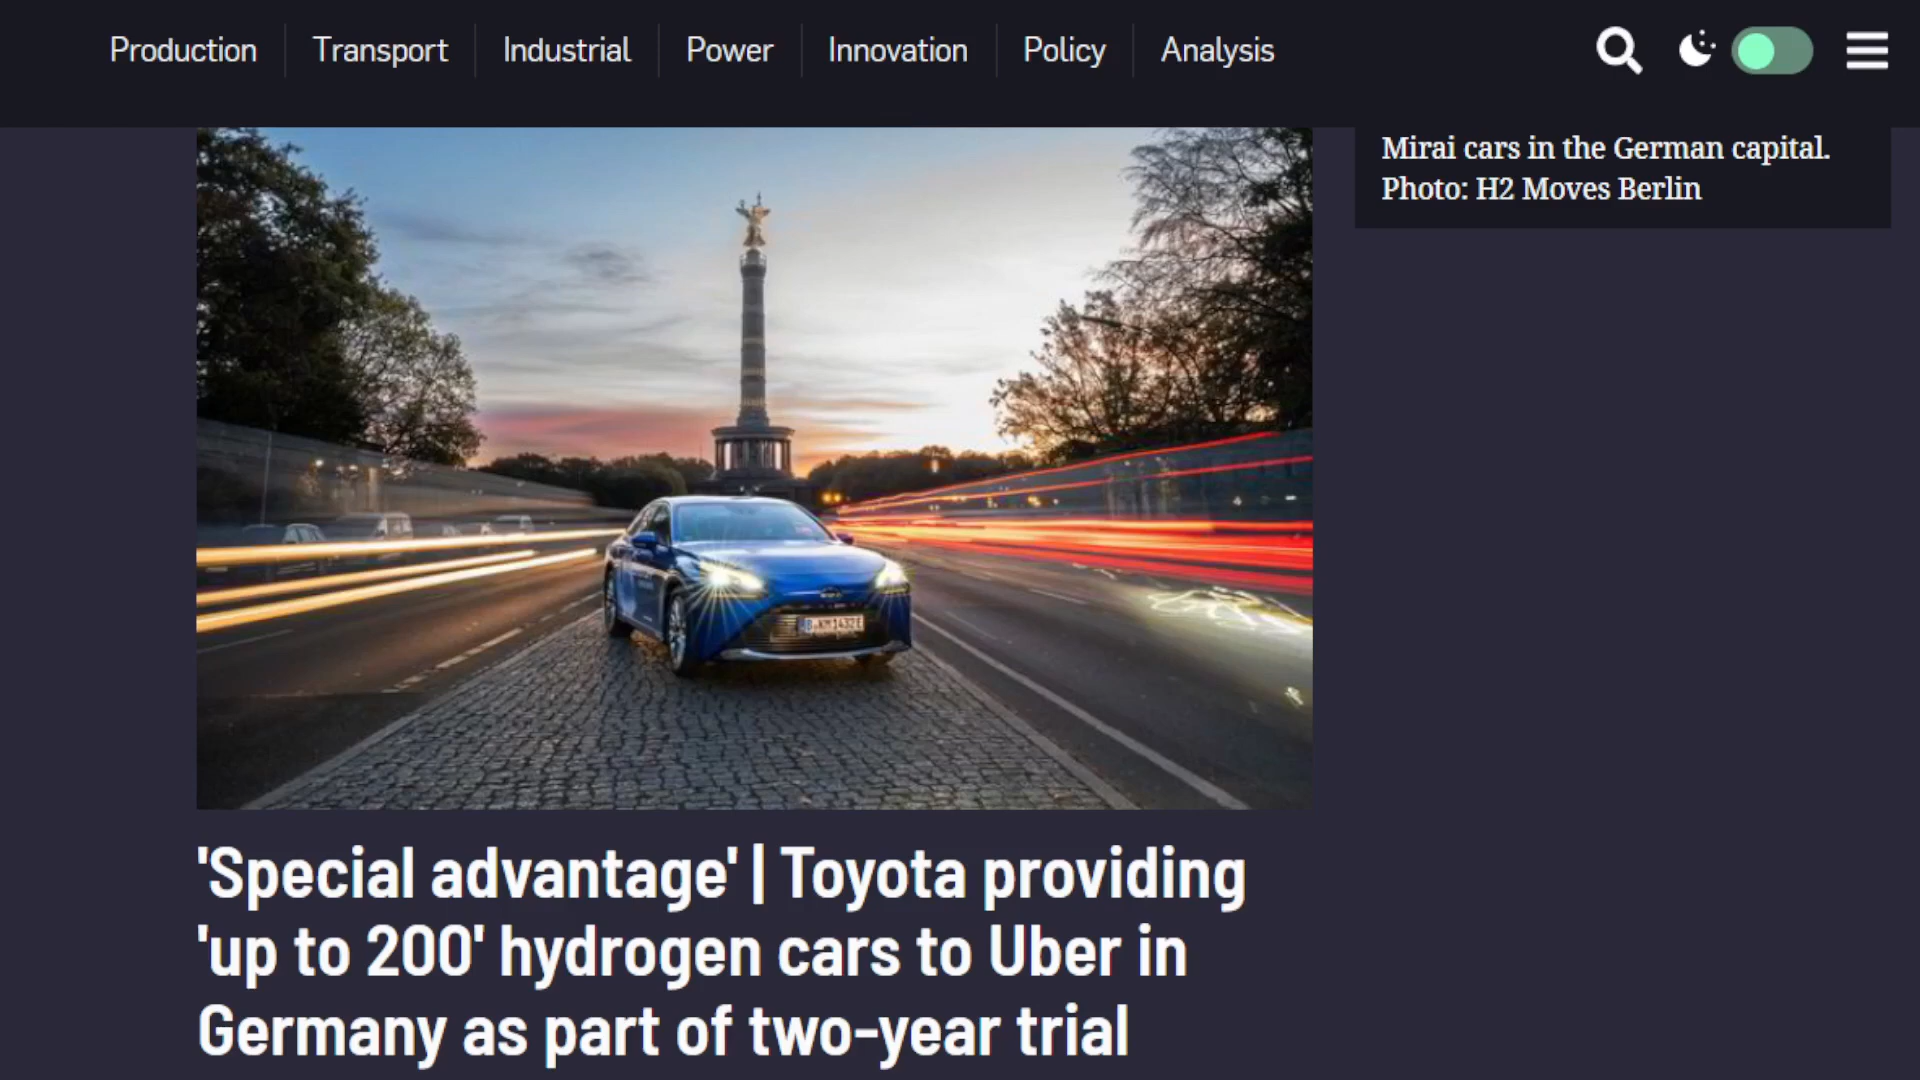 Production
Transport
Industrial
Power
Innovation
Policy
Analysis
Mirai cars in the German capital.
Photo: H2 Moves Berlin
'Special advantage' | Toyota providing
'up to 200' hydrogen cars to Uber in
Germany as part of two-year trial